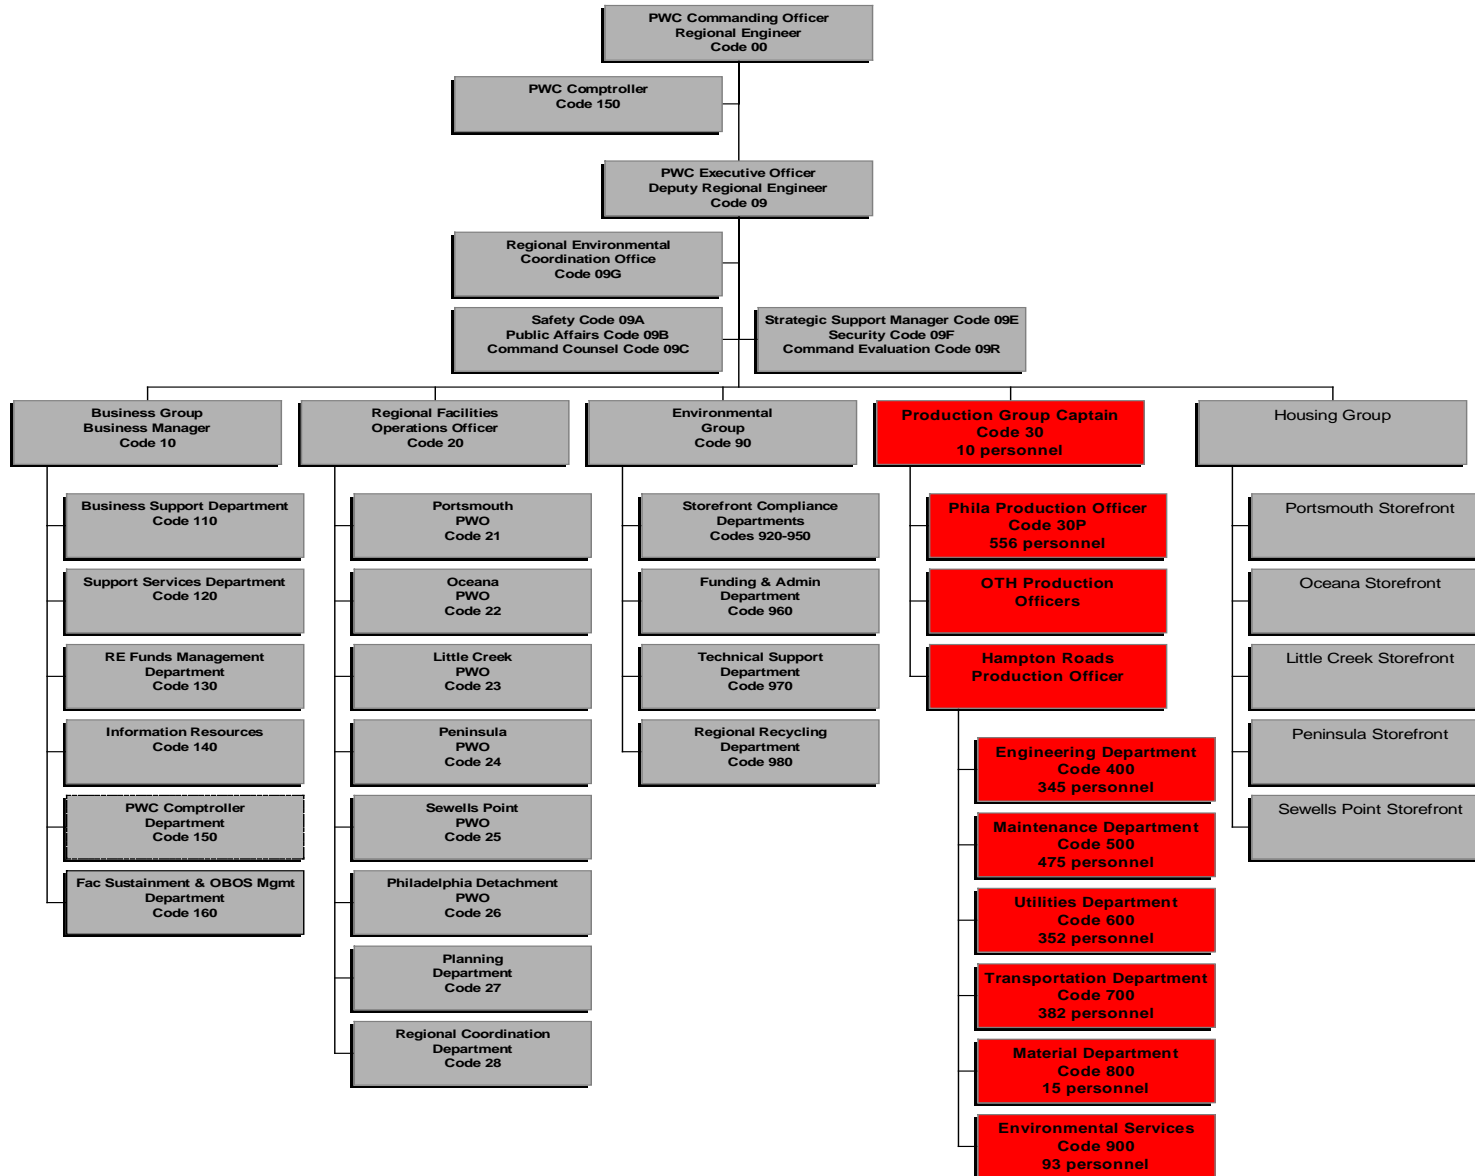 PWC Commanding Officer
Regional Engineer
Code 00
PWC Comptroller
Code 150
PWC Executive Officer
Deputy Regional Engineer
Code 09
Regional Environmental
Coordination Office
Code 09G
Safety Code 09A
Public Affairs Code 09B
Command Counsel Code 09C
Strategic Support Manager Code 09E
Security Code 09F
Command Evaluation Code 09R
Business Group
Business Manager
Code 10
Business Support Department
Code 110
Support Services Department
Code 120
RE Funds Management
Department
Code 130
Information Resources
Code 140
PWC Comptroller
Department
Code 150
Fac Sustainment & OBOS Mgmt
Department
Code 160
Regional Facilities
Operations Officer
Code 20
Portsmouth
PWO
Code 21
Oceana
PWO
Code 22
Little Creek
PWO
Code 23
Peninsula
PWO
Code 24
Sewells Point
PWO
Code 25
Philadelphia Detachment
PWO
Code 26
Planning
Department
Code 27
Regional Coordination
Department
Code 28
Environmental
Group
Code 90
Storefront Compliance
Departments
Codes 920-950
Funding & Admin
Department
Code 960
Technical Support
Department
Code 970
Regional Recycling
Department
Code 980
Production Group Captain
Code 30
10 personnel
Phila Production Officer
Code 30P
556 personnel
OTH Production
Officers
Hampton Roads
Production Officer
Engineering Department
Code 400
345 personnel
Maintenance Department
Code 500
475 personnel
Utilities Department
Code 600
352 personnel
Transportation Department
Code 700
382 personnel
Material Department
Code 800
15 personnel
Environmental Services
Code 900
93 personnel
Housing Group
Portsmouth Storefront
Oceana Storefront
Little Creek Storefront
Peninsula Storefront
Sewells Point Storefront